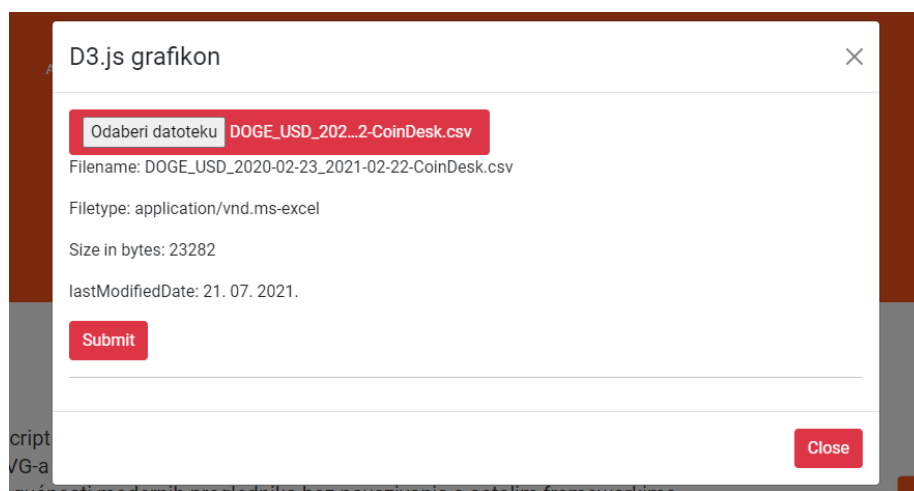 D3.js grafikon
Odaberi datoteku DOGE_USD_202...2-CoinDesk.csv
Filename: DOGE_USD_2020-02-23_2021-02-22-CoinDesk.csv
Filetype: application/vnd.ms-excel
Size in bytes: 23282
lastModifiedDate: 21. 07. 2021.
Submit
Close
cript
VG-a